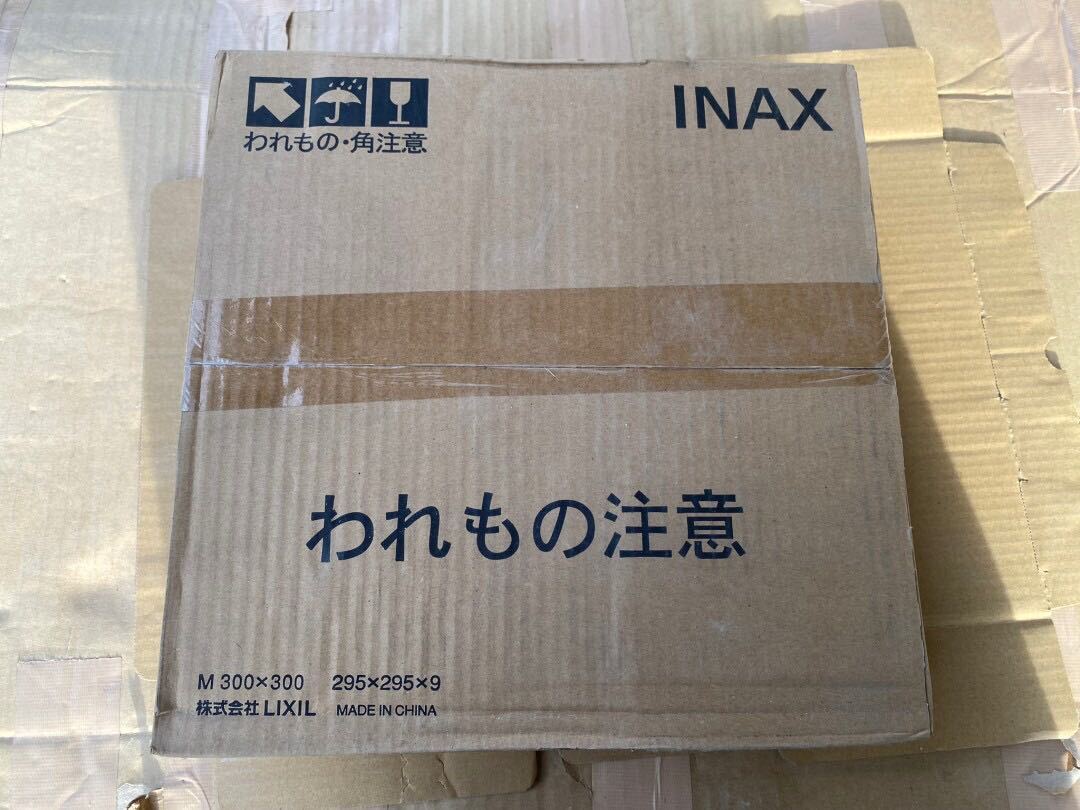 INAX
われもの・角注意
われもの注意
M 300×300 295×295×9
株式会社 LIXIL MADE IN CHINA